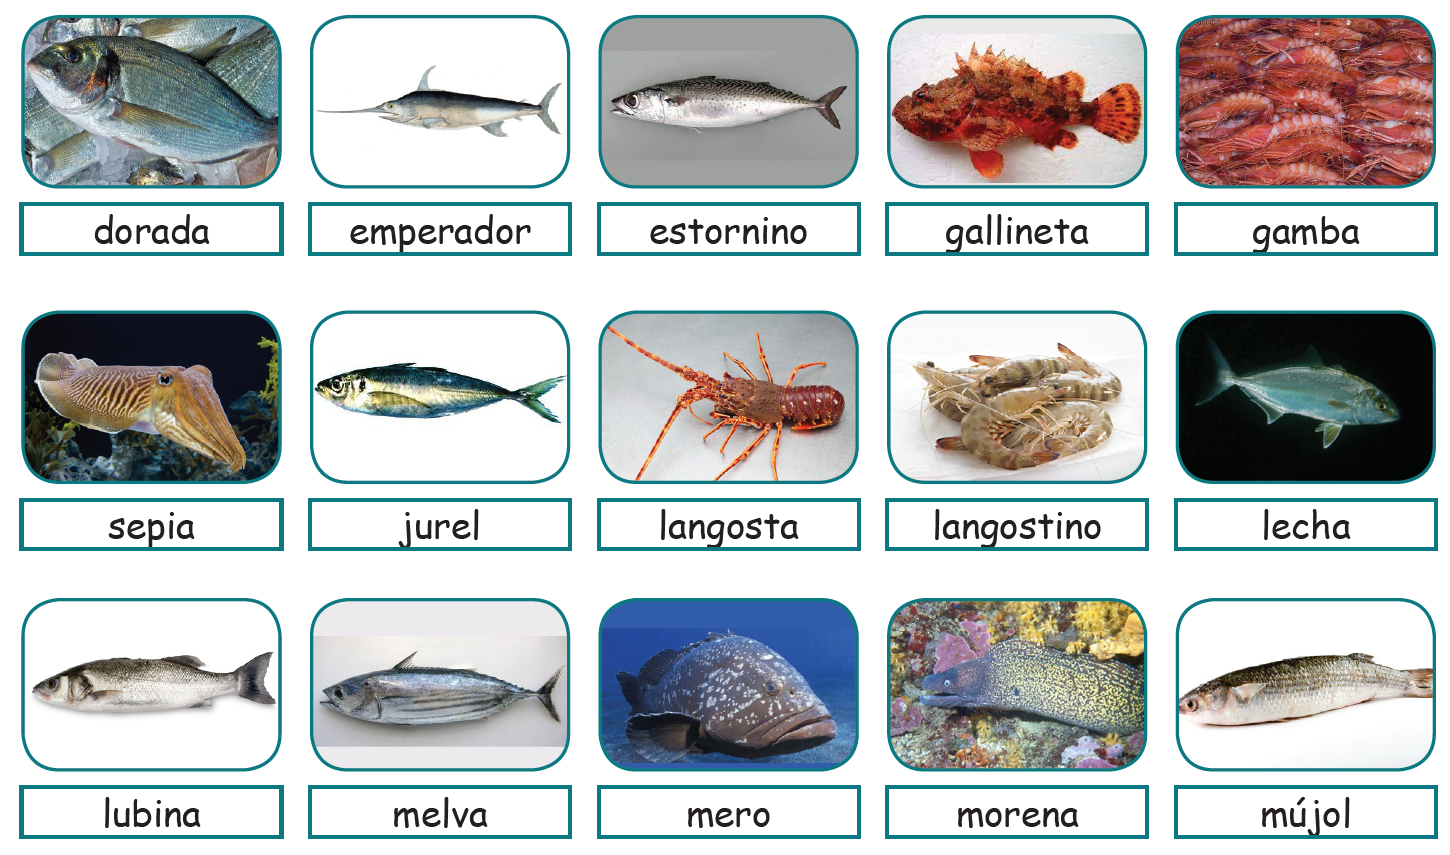 dorada
emperador
estornino
gallineta
gamba
sepia
jurel
langosta
langostino
lecha
lubina
melva
mero
morena
mújol